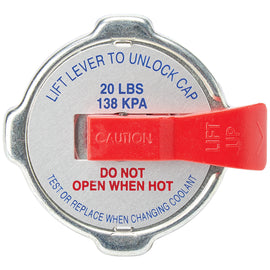 LIFT LEVER TO UNLOCK CAP
20 LBS
138 KPA
CAUTION
LIFT
UP
DO NOT
OPEN WHEN HOT
TEST OR REPLACE WHEN CHANGING COOLANT